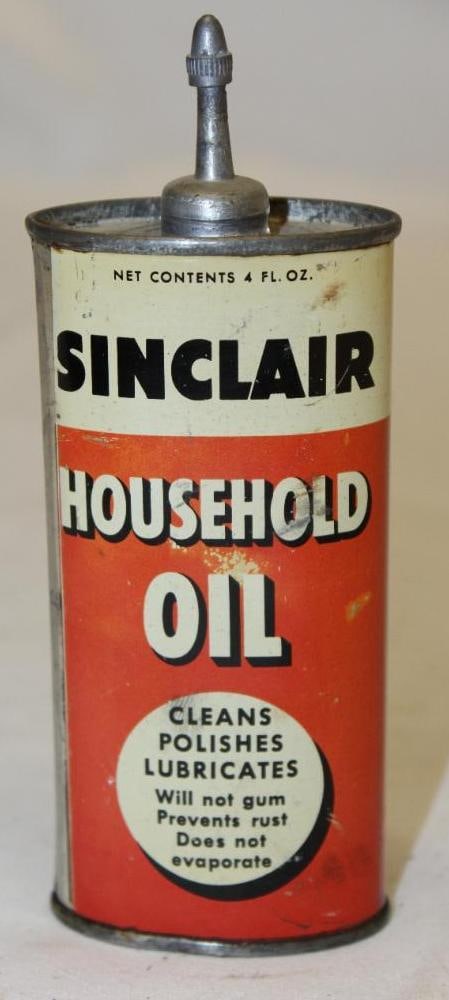 NET CONTENTS 4 FL. OZ.
SINCLAIR
HOUSEHOLD
OIL
CLEANS
POLISHES
LUBRICATES
Will not gum
Prevents rust
Does not
evaporate